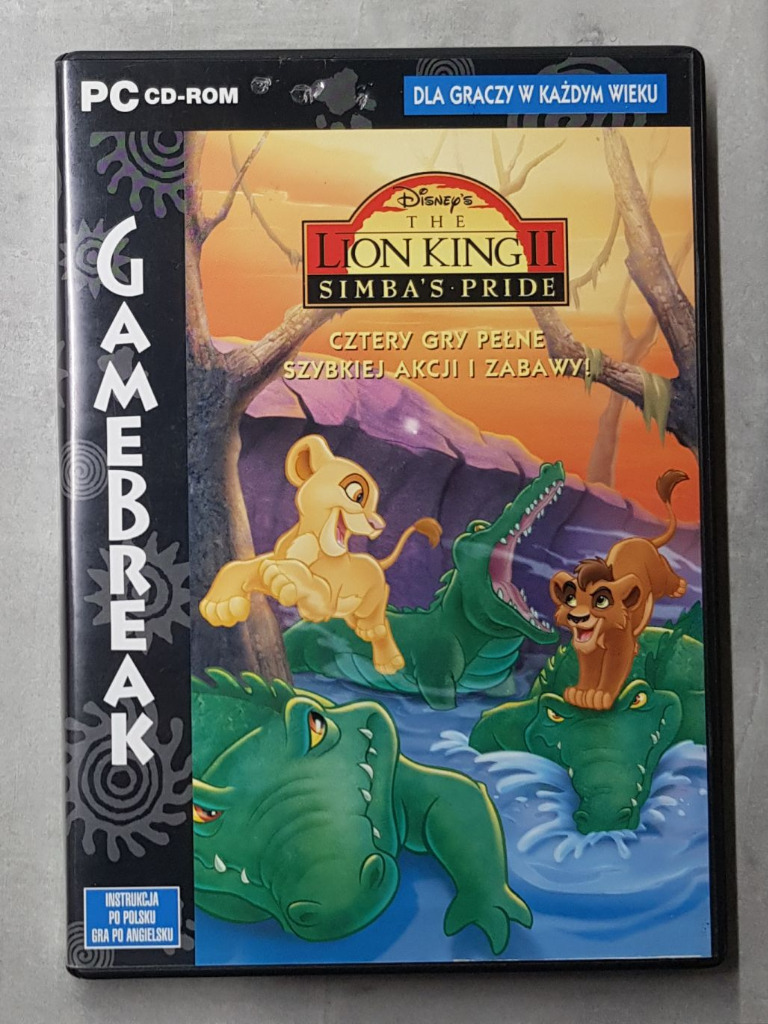 PC CD-ROM
DLA GRACZY W KAŻDYM WIEKU
GAMEBREAK
Disney's
THE
LION KING II
SIMBA'S · PRIDE
CZTERY GRY PEŁNE
SZYBKIEJ AKCJI I ZABAWY!
INSTRUKCJA
PO POLSKU
GRA PO ANGIELSKU